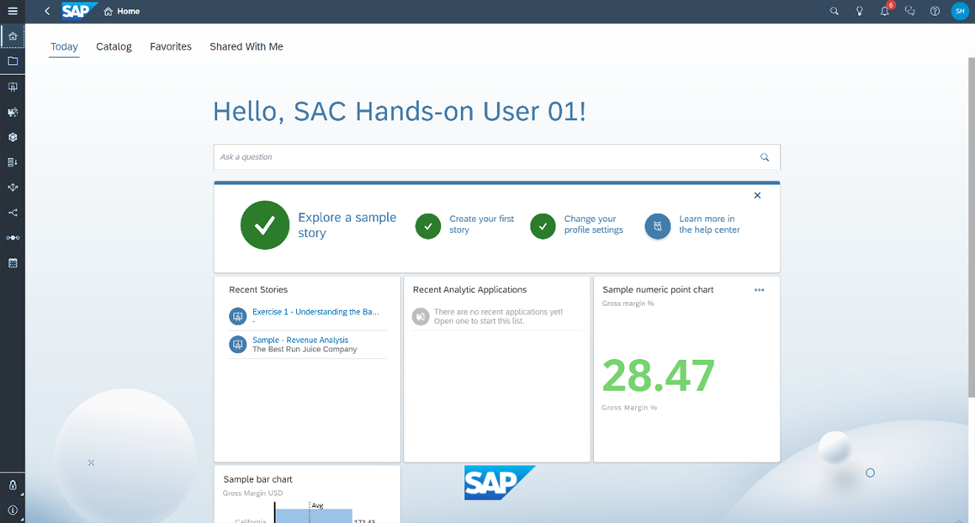 SAP
Home
6
SH
Today
Catalog
Favorites
Shared With Me
Hello, SAC Hands-on User 01!
Ask a question
Explore a sample
story
Create your first
story
Change your
profile settings
Learn more in
the help center
Recent Stories
Exercise 1 - Understanding the Ba...
-
Sample - Revenue Analysis
The Best Run Juice Company
Recent Analytic Applications
There are no recent applications yet!
Open one to start this list.
Sample numeric point chart
Gross margin %
28.47
Gross Margin %
Sample bar chart
Gross Margin USD
Avg
California
173.43
SAP